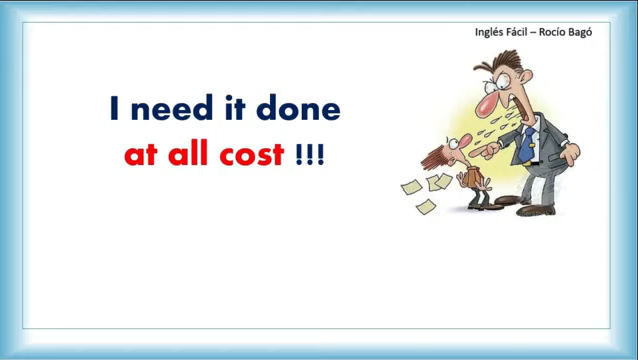 Inglés Fácil – Rocío Bagó
I need it done
at all cost !!!